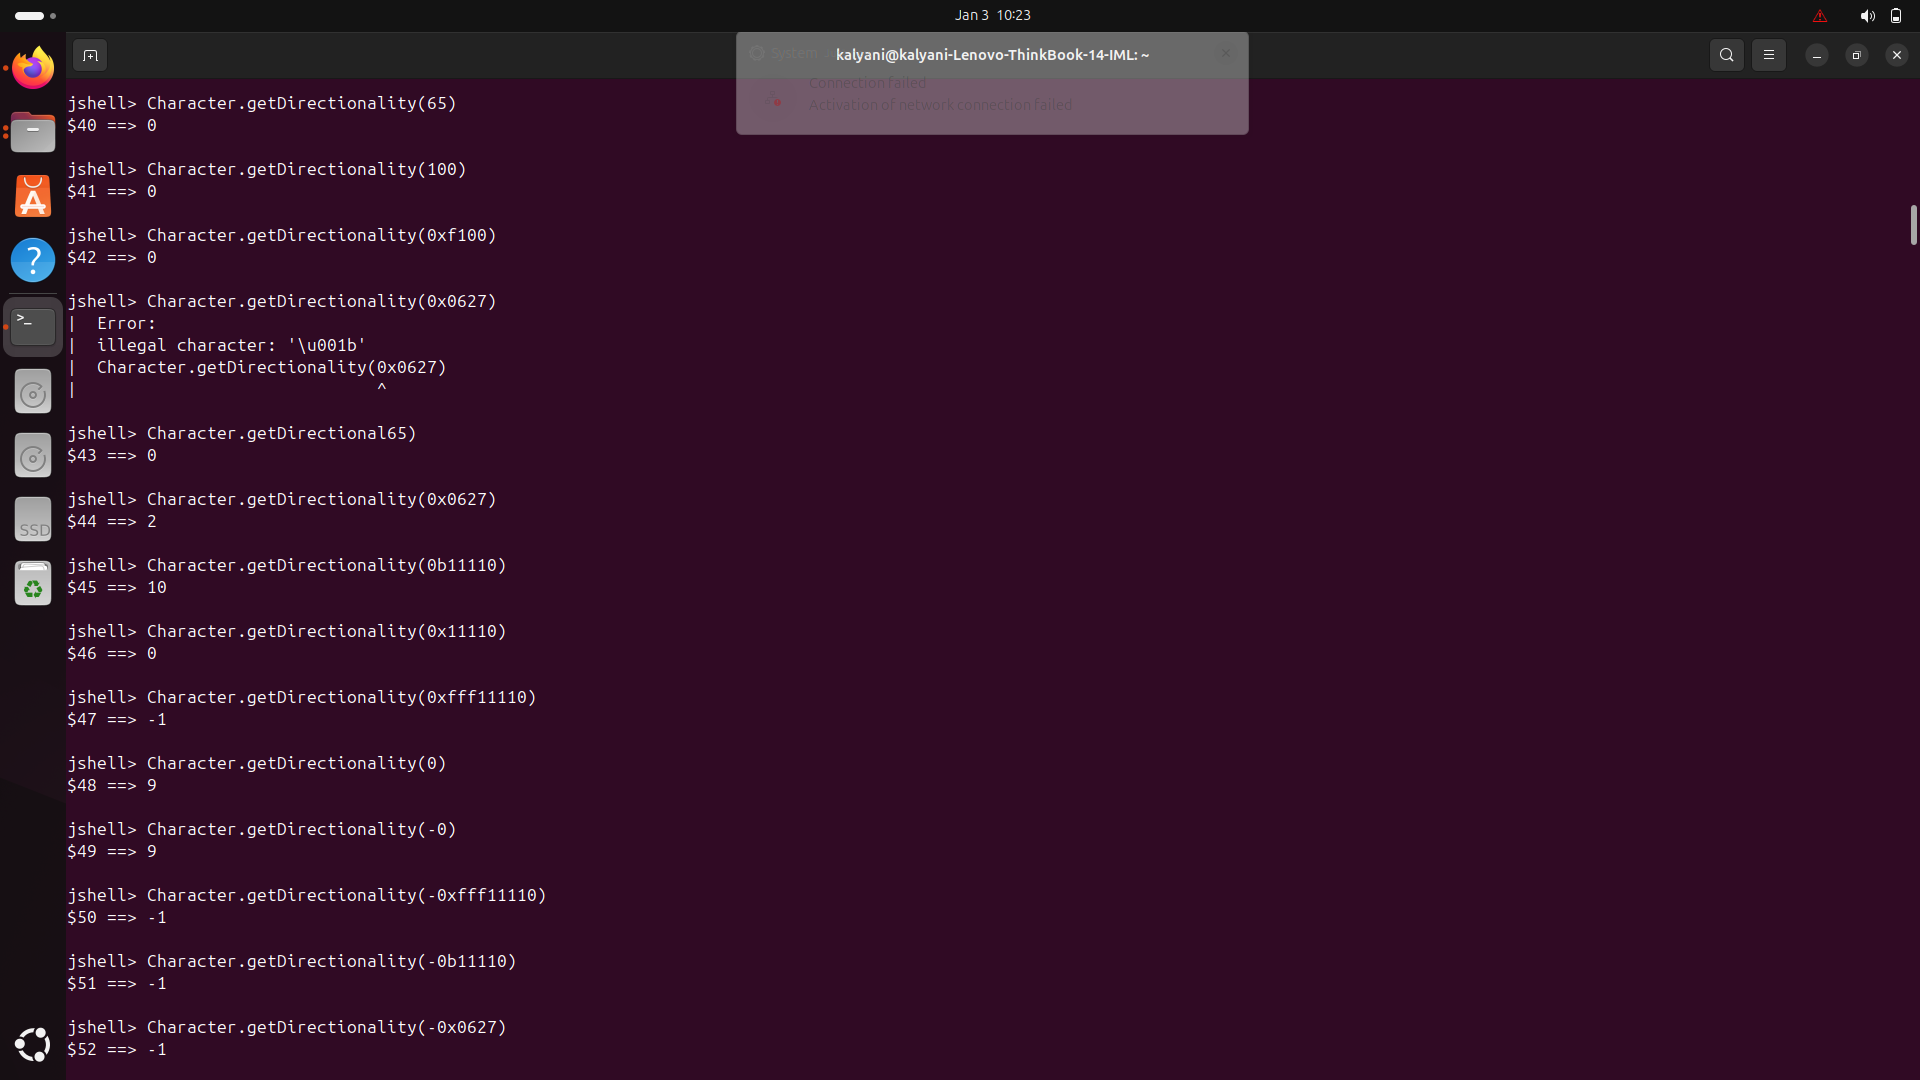 Jan 3 10:23
System
kalyani@kalyani-Lenovo-ThinkBook-14-IML: ~
Connection failed
Activation of network connection failed
jshell> Character.getDirectionality(65)
$40 ==> 0
jshell> Character.getDirectionality(100)
$41 ==> 0
jshell> Character.getDirectionality(0xf100)
$42 ==> 0
jshell> Character.getDirectionality(0x0627)
|  Error:
|  illegal character: '\u001b'
|  Character.getDirectionality(0x0627)
|                              ^
jshell> Character.getDirectional65)
$43 ==> 0
jshell> Character.getDirectionality(0x0627)
$44 ==> 2
jshell> Character.getDirectionality(0b11110)
$45 ==> 10
jshell> Character.getDirectionality(0x11110)
$46 ==> 0
jshell> Character.getDirectionality(0xfff11110)
$47 ==> -1
jshell> Character.getDirectionality(0)
$48 ==> 9
jshell> Character.getDirectionality(-0)
$49 ==> 9
jshell> Character.getDirectionality(-0xfff11110)
$50 ==> -1
jshell> Character.getDirectionality(-0b11110)
$51 ==> -1
jshell> Character.getDirectionality(-0x0627)
$52 ==> -1
SSD